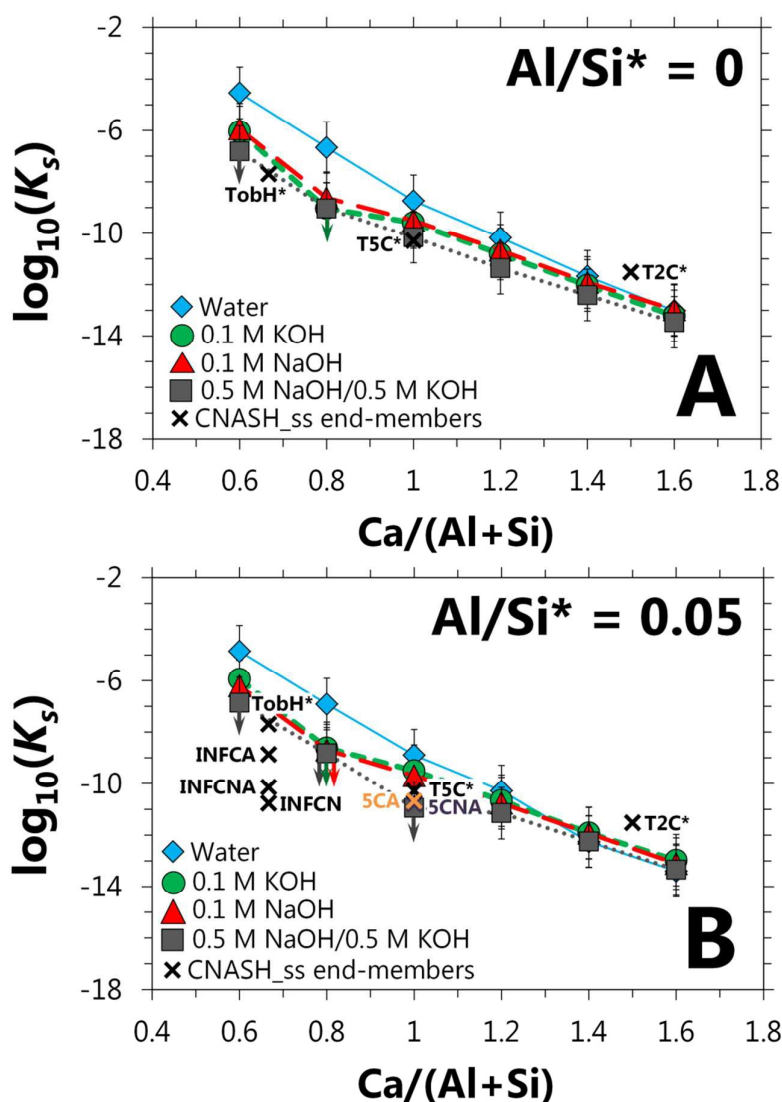 -2
-6
-10
-14
-18
log10(Ks)
Al/Si* = 0
TobH*
T5C*
T2C*
Water
0.1 M KOH
0.1 M NaOH
0.5 M NaOH/0.5 M KOH
CNASH_ss end-members
A
0.4 0.6 0.8 1 1.2 1.4 1.6 1.8
Ca/(Al+Si)
-2
-6
-10
-14
-18
log10(Ks)
Al/Si* = 0.05
TobH*
INFCA
INFCNA
INFCN
T5C*
5CA
5CNA
T2C*
Water
0.1 M KOH
0.1 M NaOH
0.5 M NaOH/0.5 M KOH
CNASH_ss end-members
B
0.4 0.6 0.8 1 1.2 1.4 1.6 1.8
Ca/(Al+Si)